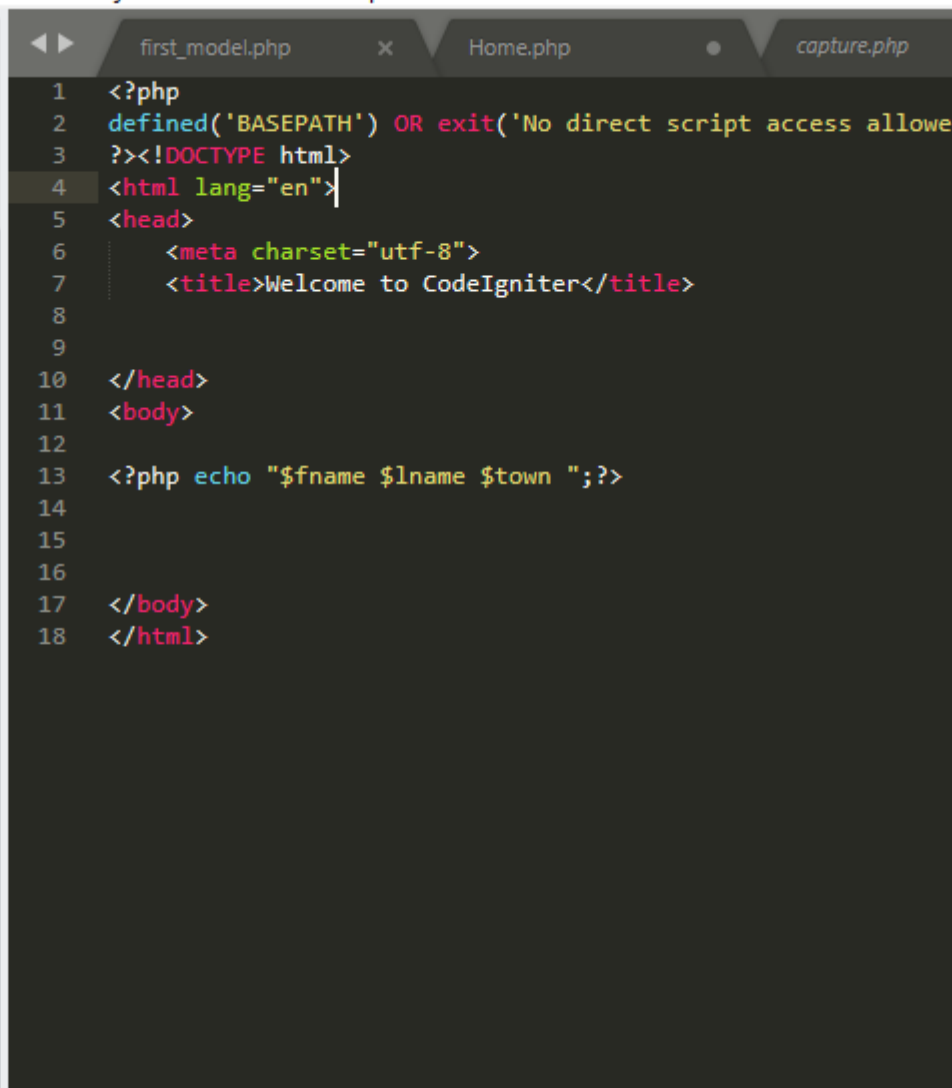 first_model.php × Home.php capture.php
1 <?php
2 defined('BASEPATH') OR exit('No direct script access allowe
3 ?><!DOCTYPE html>
4 <html lang="en">
5 <head>
6     <meta charset="utf-8">
7     <title>Welcome to CodeIgniter</title>
8
9
10 </head>
11 <body>
12
13 <?php echo "$fname $lname $town ";?>
14
15
16
17 </body>
18 </html>